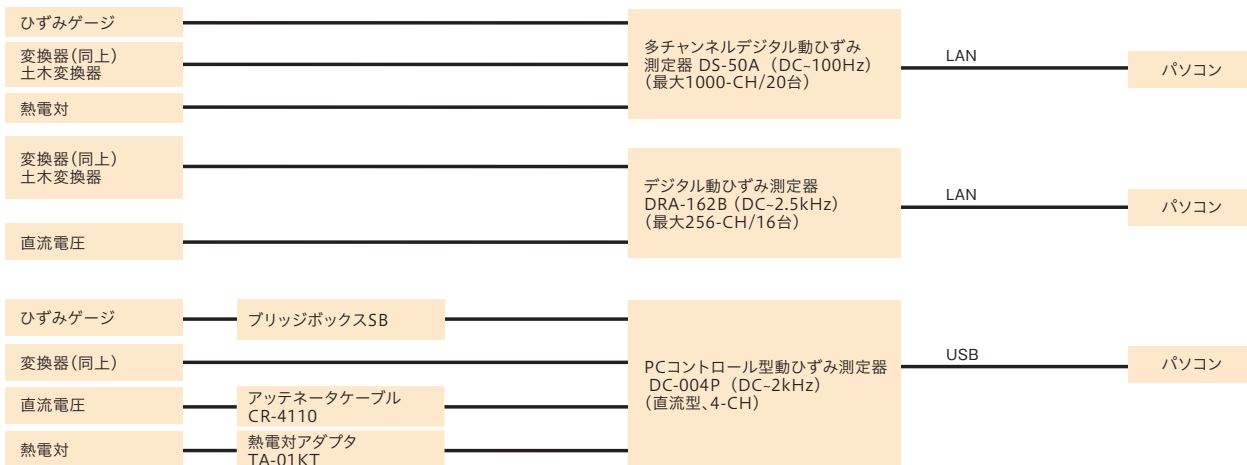 ひずみゲージ
変換器(同上)
土木変換器
熱電対
多チャンネルデジタル動ひずみ
測定器 DS-50A (DC~100Hz)
(最大1000-CH/20台)
LAN
パソコン
変換器(同上)
土木変換器
直流電圧
デジタル動ひずみ測定器
DRA-162B (DC~2.5kHz)
(最大256-CH/16台)
LAN
パソコン
ひずみゲージ
ブリッジボックスSB
変換器(同上)
直流電圧
アッテネータケーブル
CR-4110
熱電対
熱電対アダプタ
TA-01KT
PCコントロール型動ひずみ測定器
DC-004P (DC~2kHz)
(直流型、4-CH)
USB
パソコン